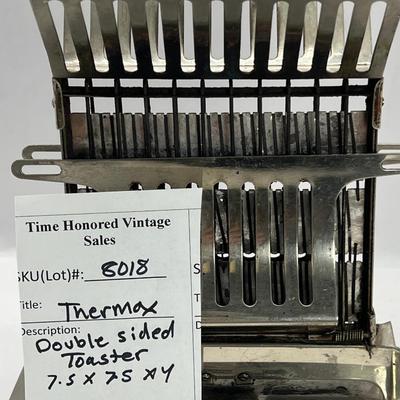 Time Honored Vintage
Sales
SKU(Lot)#: 8018 S
Title: Thermax T
Description: D
Double sided
Toaster
7.5 x 7.5 x 4